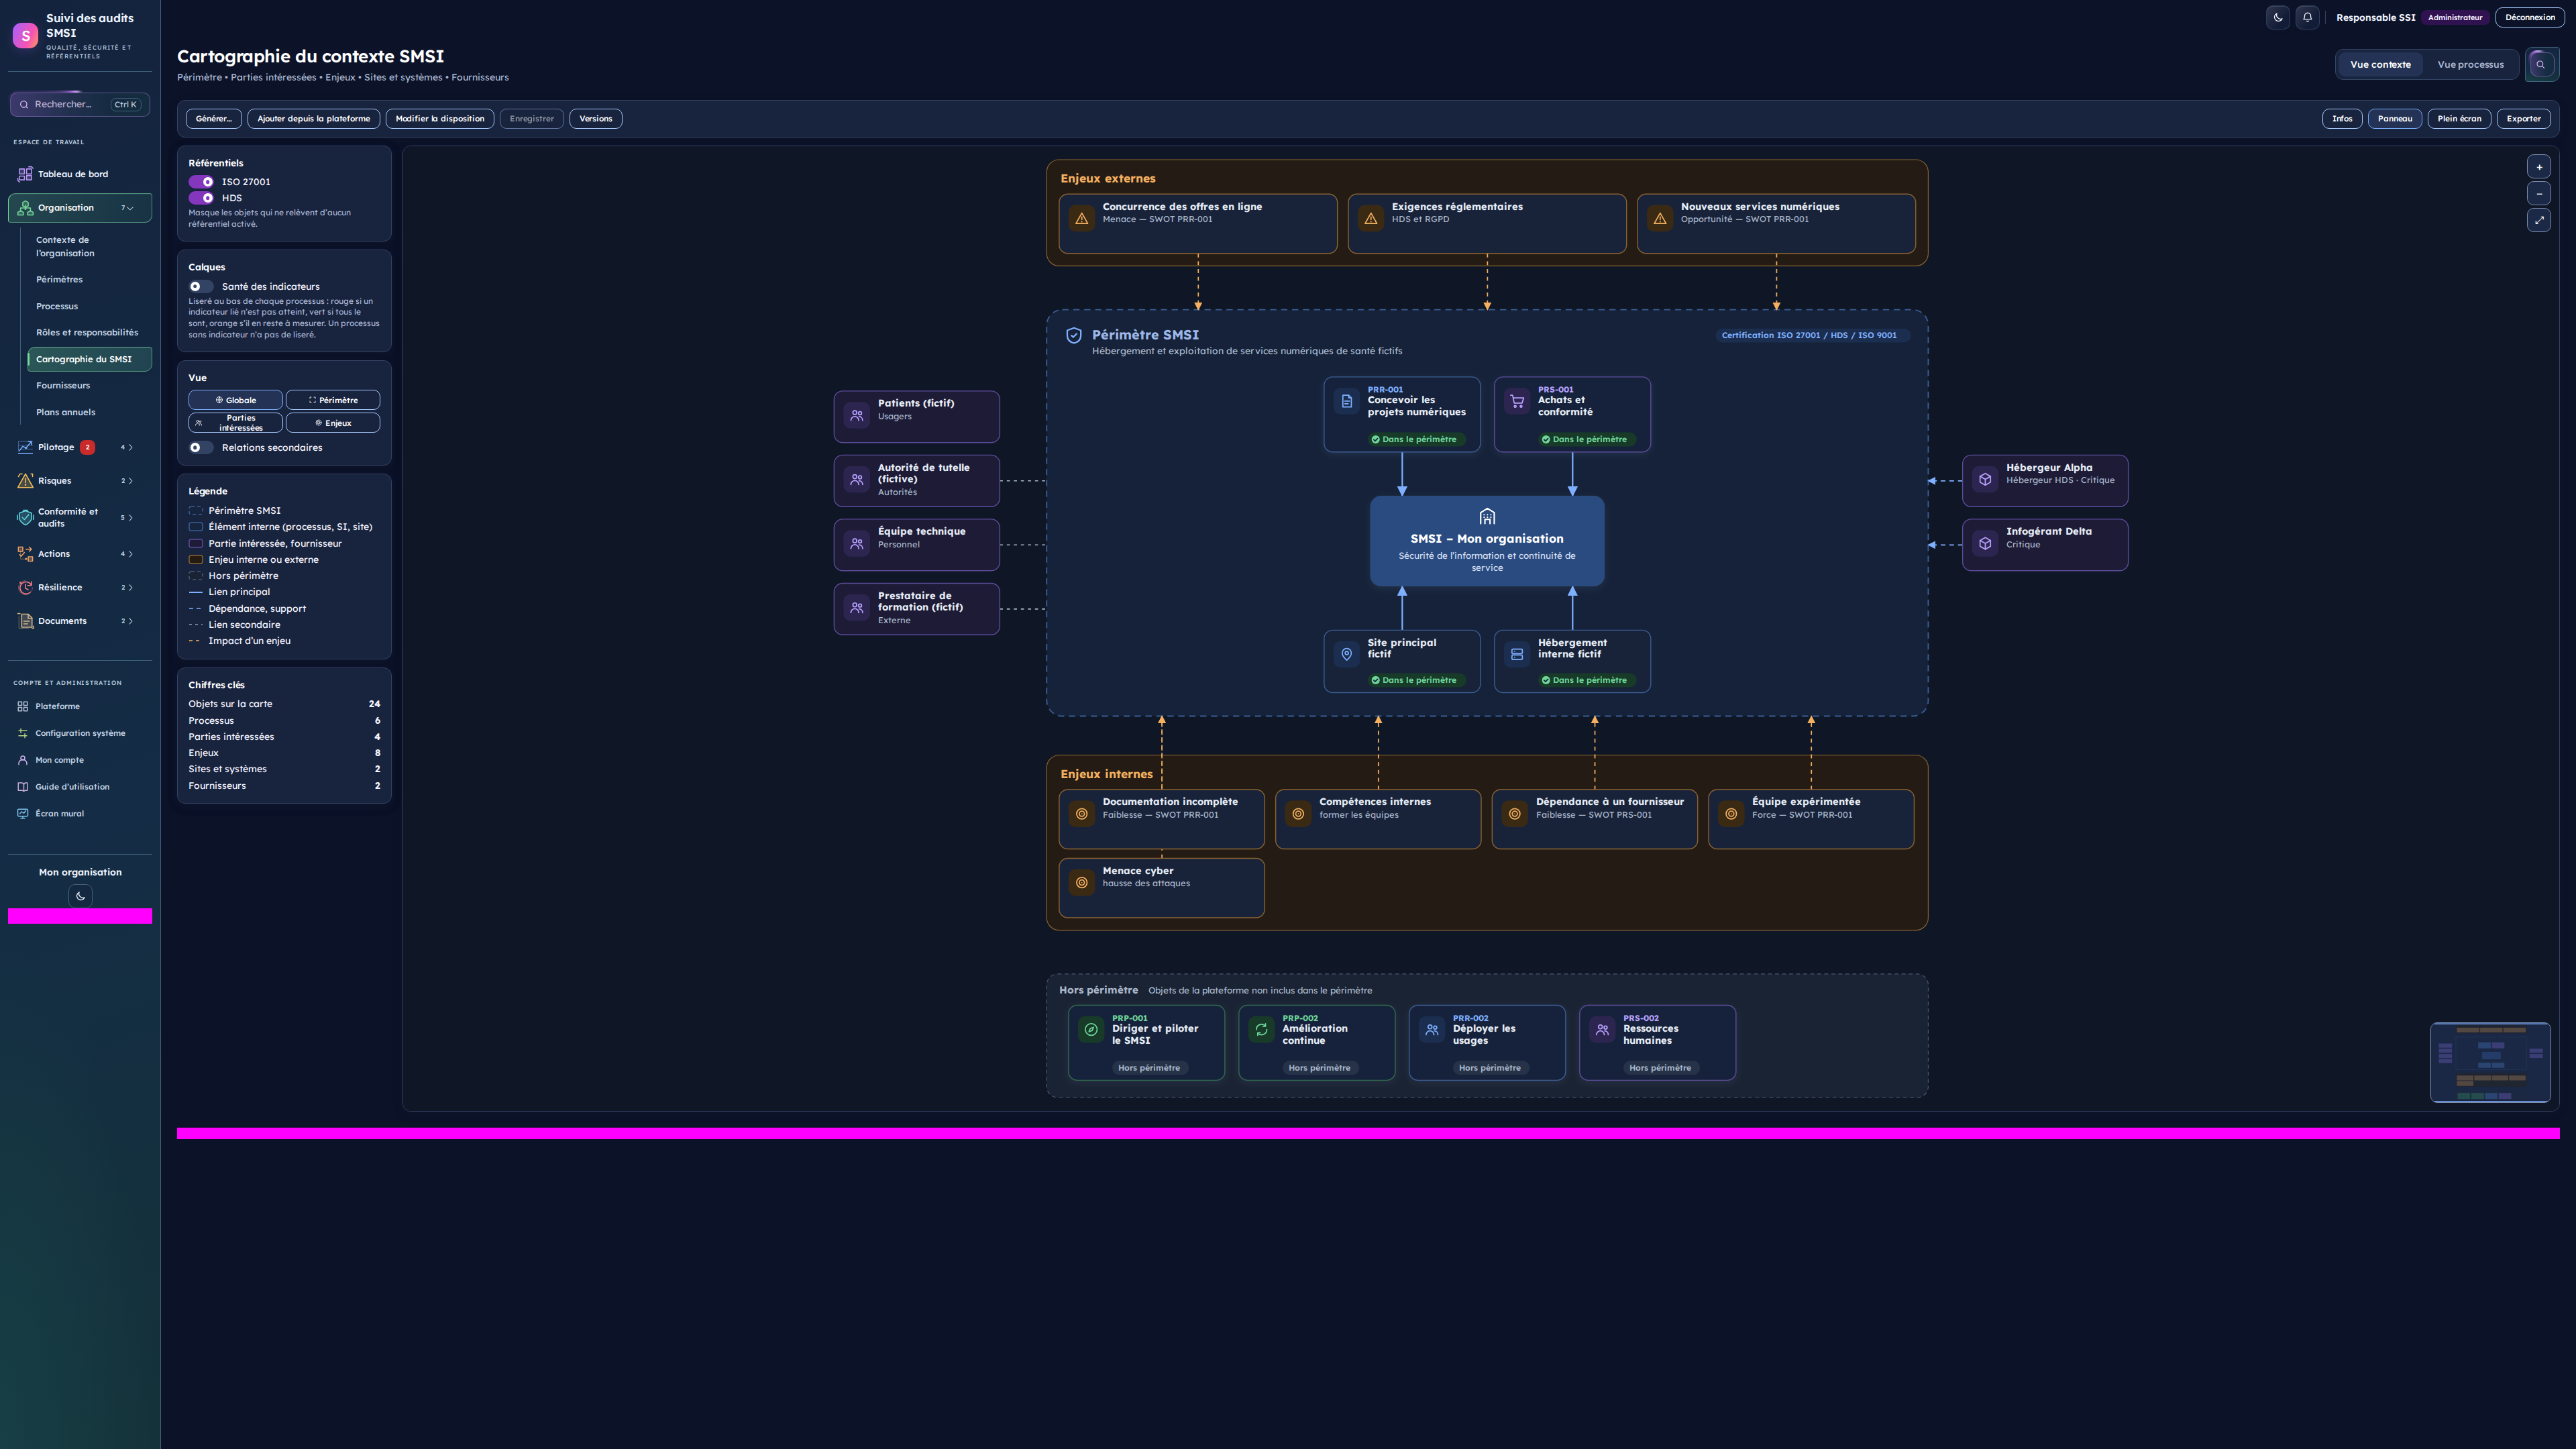 S
Suivi des audits
SMSI
QUALITÉ, SÉCURITÉ ET
RÉFÉRENTIELS
Rechercher...
Ctrl K
ESPACE DE TRAVAIL
Tableau de bord
Organisation
7
Contexte de
l'organisation
Périmètres
Processus
Rôles et responsabilités
Cartographie du SMSI
Fournisseurs
Plans annuels
Pilotage
2
4
Risques
2
Conformité et
audits
5
Actions
4
Résilience
2
Documents
2
COMPTE ET ADMINISTRATION
Plateforme
Configuration système
Mon compte
Guide d'utilisation
Écran mural
Mon organisation
Responsable SSI
Administrateur
Déconnexion
Cartographie du contexte SMSI
Périmètre • Parties intéressées • Enjeux • Sites et systèmes • Fournisseurs
Vue contexte
Vue processus
Générer...
Ajouter depuis la plateforme
Modifier la disposition
Enregistrer
Versions
Infos
Panneau
Plein écran
Exporter
Référentiels
ISO 27001
HDS
Masque les objets qui ne relèvent d'aucun
référentiel activé.
Calques
Santé des indicateurs
Liseré au bas de chaque processus : rouge si un
indicateur lié n'est pas atteint, vert si tous le
sont, orange s'il en reste à mesurer. Un processus
sans indicateur n'a pas de liseré.
Vue
Globale
Périmètre
Parties
intéressées
Enjeux
Relations secondaires
Légende
Périmètre SMSI
Élément interne (processus, SI, site)
Partie intéressée, fournisseur
Enjeu interne ou externe
Hors périmètre
Lien principal
Dépendance, support
Lien secondaire
Impact d'un enjeu
Chiffres clés
Objets sur la carte 24
Processus 6
Parties intéressées 4
Enjeux 8
Sites et systèmes 2
Fournisseurs 2
Enjeux externes
Concurrence des offres en ligne
Menace — SWOT PRR-001
Exigences réglementaires
HDS et RGPD
Nouveaux services numériques
Opportunité — SWOT PRR-001
+
−
Périmètre SMSI
Hébergement et exploitation de services numériques de santé fictifs
Certification ISO 27001 / HDS / ISO 9001
PRR-001
Concevoir les
projets numériques
Dans le périmètre
PRS-001
Achats et
conformité
Dans le périmètre
Patients (fictif)
Usagers
Autorité de tutelle
(fictive)
Autorités
Équipe technique
Personnel
Prestataire de
formation (fictif)
Externe
SMSI – Mon organisation
Sécurité de l'information et continuité de
service
Hébergeur Alpha
Hébergeur HDS · Critique
Infogérant Delta
Critique
Site principal
fictif
Dans le périmètre
Hébergement
interne fictif
Dans le périmètre
Enjeux internes
Documentation incomplète
Faiblesse — SWOT PRR-001
Compétences internes
former les équipes
Dépendance à un fournisseur
Faiblesse — SWOT PRS-001
Équipe expérimentée
Force — SWOT PRR-001
Menace cyber
hausse des attaques
Hors périmètre
Objets de la plateforme non inclus dans le périmètre
PRP-001
Diriger et piloter
le SMSI
Hors périmètre
PRP-002
Amélioration
continue
Hors périmètre
PRR-002
Déployer les
usages
Hors périmètre
PRS-002
Ressources
humaines
Hors périmètre